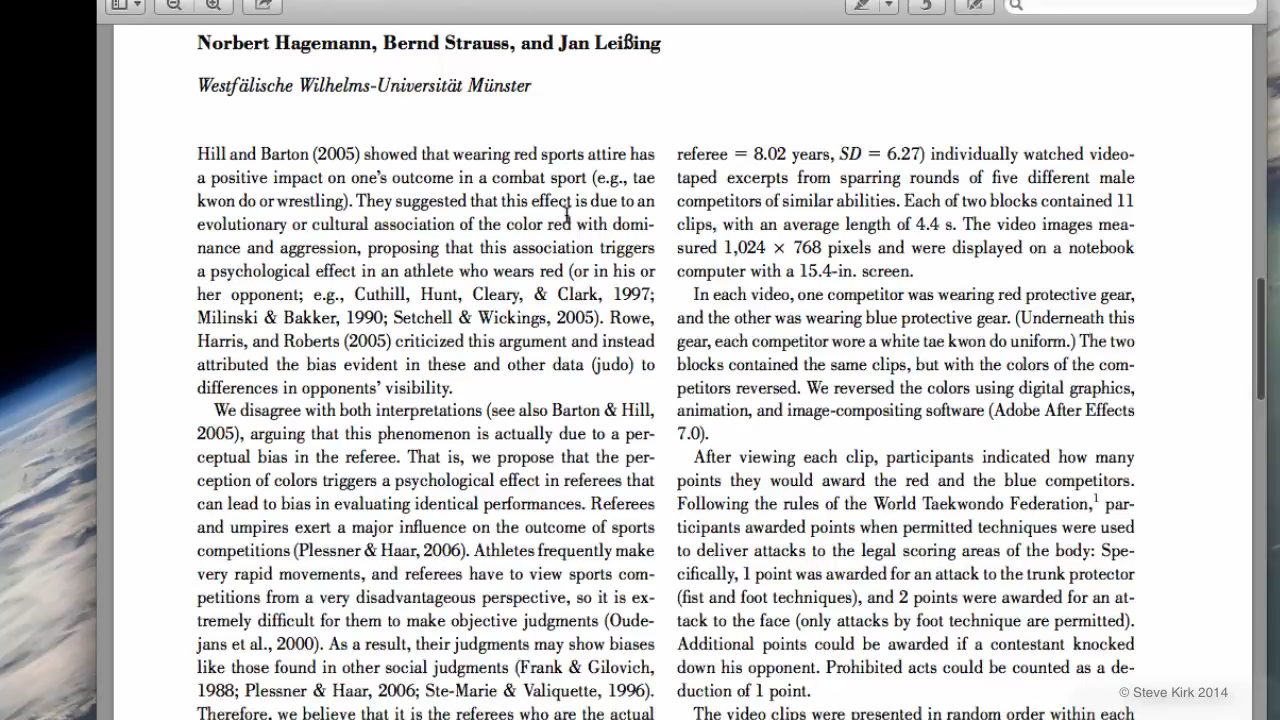 Norbert Hagemann, Bernd Strauss, and Jan Leißing
Westfälische Wilhelms-Universität Münster
Hill and Barton (2005) showed that wearing red sports attire has
a positive impact on one's outcome in a combat sport (e.g., tae
kwon do or wrestling). They suggested that this effect is due to an
evolutionary or cultural association of the color red with domi-
nance and aggression, proposing that this association triggers
a psychological effect in an athlete who wears red (or in his or
her opponent; e.g., Cuthill, Hunt, Cleary, & Clark, 1997;
Milinski & Bakker, 1990; Setchell & Wickings, 2005). Rowe,
Harris, and Roberts (2005) criticized this argument and instead
attributed the bias evident in these and other data (judo) to
differences in opponents' visibility.
We disagree with both interpretations (see also Barton & Hill,
2005), arguing that this phenomenon is actually due to a per-
ceptual bias in the referee. That is, we propose that the per-
ception of colors triggers a psychological effect in referees that
can lead to bias in evaluating identical performances. Referees
and umpires exert a major influence on the outcome of sports
competitions (Plessner & Haar, 2006). Athletes frequently make
very rapid movements, and referees have to view sports com-
petitions from a very disadvantageous perspective, so it is ex-
tremely difficult for them to make objective judgments (Oude-
jans et al., 2000). As a result, their judgments may show biases
like those found in other social judgments (Frank & Gilovich,
1988; Plessner & Haar, 2006; Ste-Marie & Valiquette, 1996).
Therefore, we believe that it is the referees who are the actual
referee = 8.02 years, SD = 6.27) individually watched video-
taped excerpts from sparring rounds of five different male
competitors of similar abilities. Each of two blocks contained 11
clips, with an average length of 4.4 s. The video images mea-
sured 1,024 × 768 pixels and were displayed on a notebook
computer with a 15.4-in. screen.
In each video, one competitor was wearing red protective gear,
and the other was wearing blue protective gear. (Underneath this
gear, each competitor wore a white tae kwon do uniform.) The two
blocks contained the same clips, but with the colors of the com-
petitors reversed. We reversed the colors using digital graphics,
animation, and image-compositing software (Adobe After Effects
7.0).
After viewing each clip, participants indicated how many
points they would award the red and the blue competitors.
Following the rules of the World Taekwondo Federation,¹ par-
ticipants awarded points when permitted techniques were used
to deliver attacks to the legal scoring areas of the body: Spe-
cifically, 1 point was awarded for an attack to the trunk protector
(fist and foot techniques), and 2 points were awarded for an at-
tack to the face (only attacks by foot technique are permitted).
Additional points could be awarded if a contestant knocked
down his opponent. Prohibited acts could be counted as a de-
duction of 1 point.
The video clips were presented in random order within each
© Steve Kirk 2014